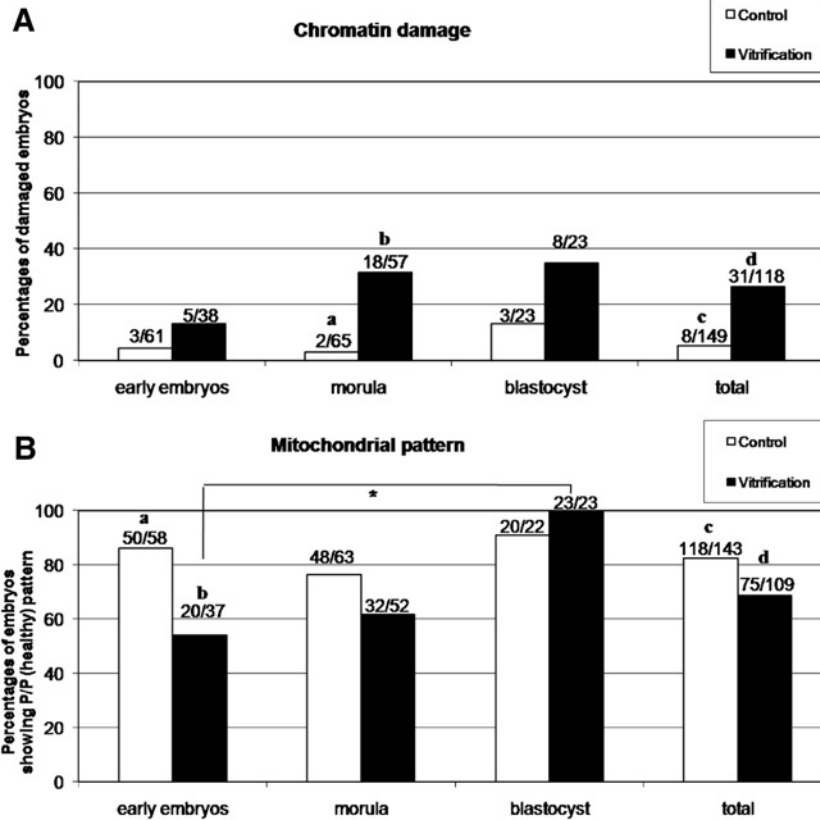 A
Chromatin damage
Control
Vitrification
Percentages of damaged embryos
100
80
60
40
20
0
3/61
5/38
a
2/65
b
18/57
3/23
8/23
c
8/149
d
31/118
early embryos
morula
blastocyst
total
B
Mitochondrial pattern
Control
Vitrification
Percentages of embryos
showing P/P (healthy) pattern
100
80
60
40
20
0
*
a
50/58
b
20/37
48/63
32/52
20/22
23/23
c
118/143
d
75/109
early embryos
morula
blastocyst
total